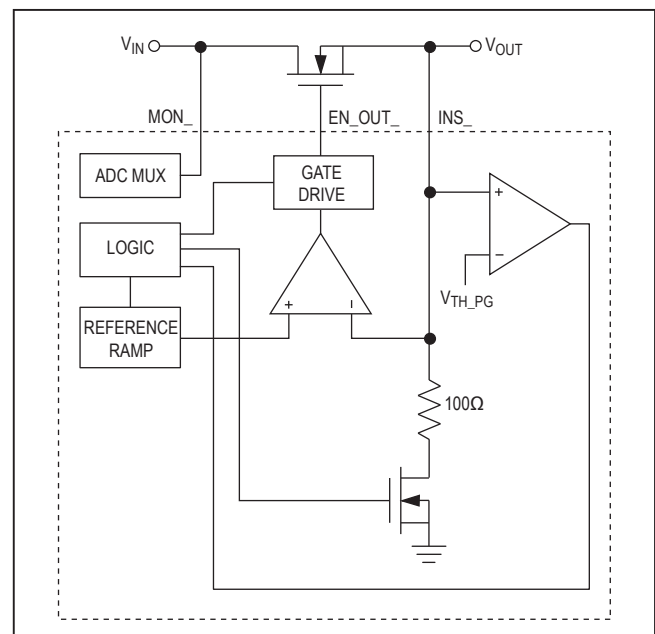 VIN
VOUT
MON_
EN_OUT_
INS_
ADC MUX
GATE
DRIVE
LOGIC
+
−
VTH_PG
REFERENCE
RAMP
+
−
100Ω